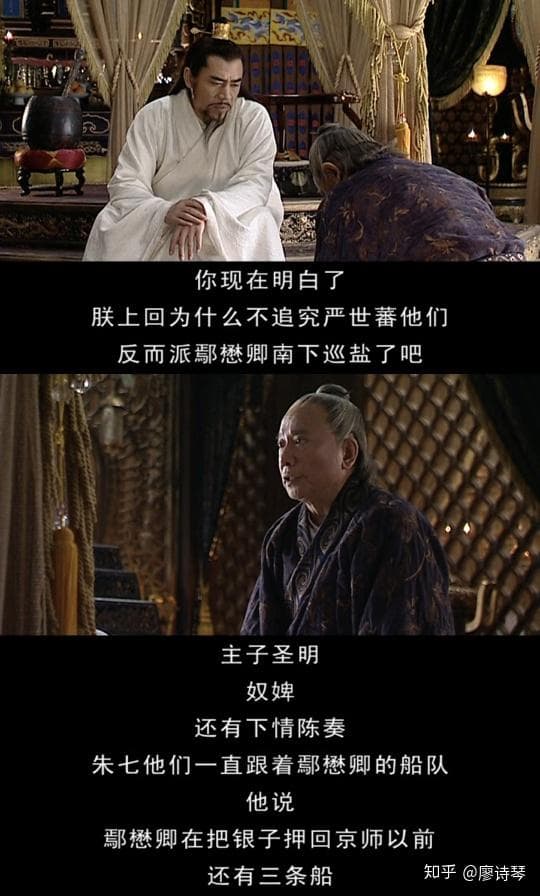 你现在明白了
朕上回为什么不追究严世蕃他们
反而派鄢懋卿南下巡盐了吧
主子圣明
奴婢
还有下情陈奏
朱七他们一直跟着鄢懋卿的船队
他说
鄢懋卿在把银子押回京师以前
还有三条船
知乎 @廖诗琴